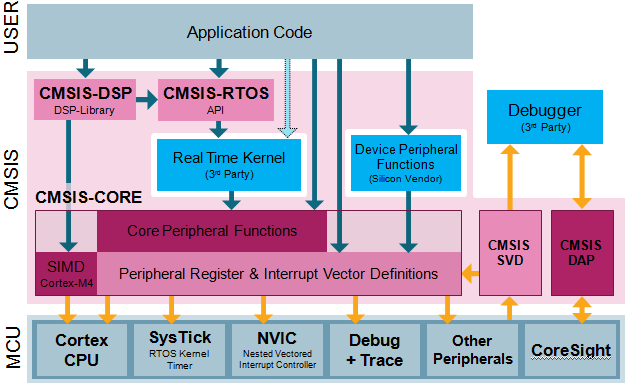 USER
Application Code
CMSIS
CMSIS-DSP
DSP-Library
CMSIS-RTOS
API
Real Time Kernel
(3rd Party)
Device Peripheral
Functions
(Silicon Vendor)
Debugger
(3rd Party)
CMSIS-CORE
Core Peripheral Functions
SIMD
Cortex-M4
Peripheral Register & Interrupt Vector Definitions
CMSIS
SVD
CMSIS
DAP
MCU
Cortex
CPU
SysTick
RTOS Kernel
Timer
NVIC
Nested Vectored
Interrupt Controller
Debug
+ Trace
Other
Peripherals
CoreSight